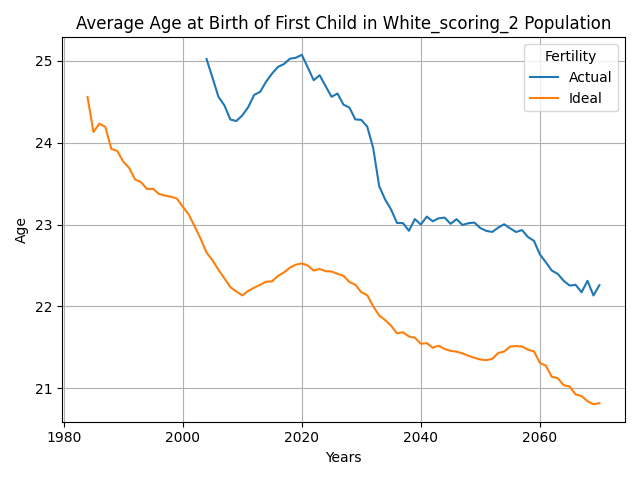 Average Age at Birth of First Child in White_scoring_2 Population
Fertility
Actual
Ideal
25
24
23
22
21
Age
1980
2000
2020
2040
2060
Years